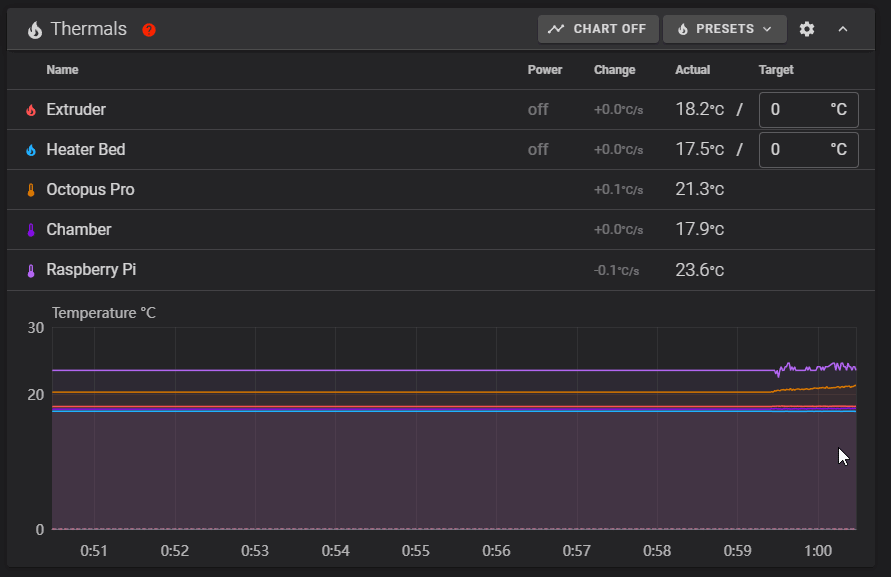 Thermals ? CHART OFF PRESETS
Name Power Change Actual Target
Extruder off +0.0°C/s 18.2°C / 0 °C
Heater Bed off +0.0°C/s 17.5°C / 0 °C
Octopus Pro +0.1°C/s 21.3°C
Chamber +0.0°C/s 17.9°C
Raspberry Pi -0.1°C/s 23.6°C
Temperature °C
30
20
0
0:51 0:52 0:53 0:54 0:55 0:56 0:57 0:58 0:59 1:00